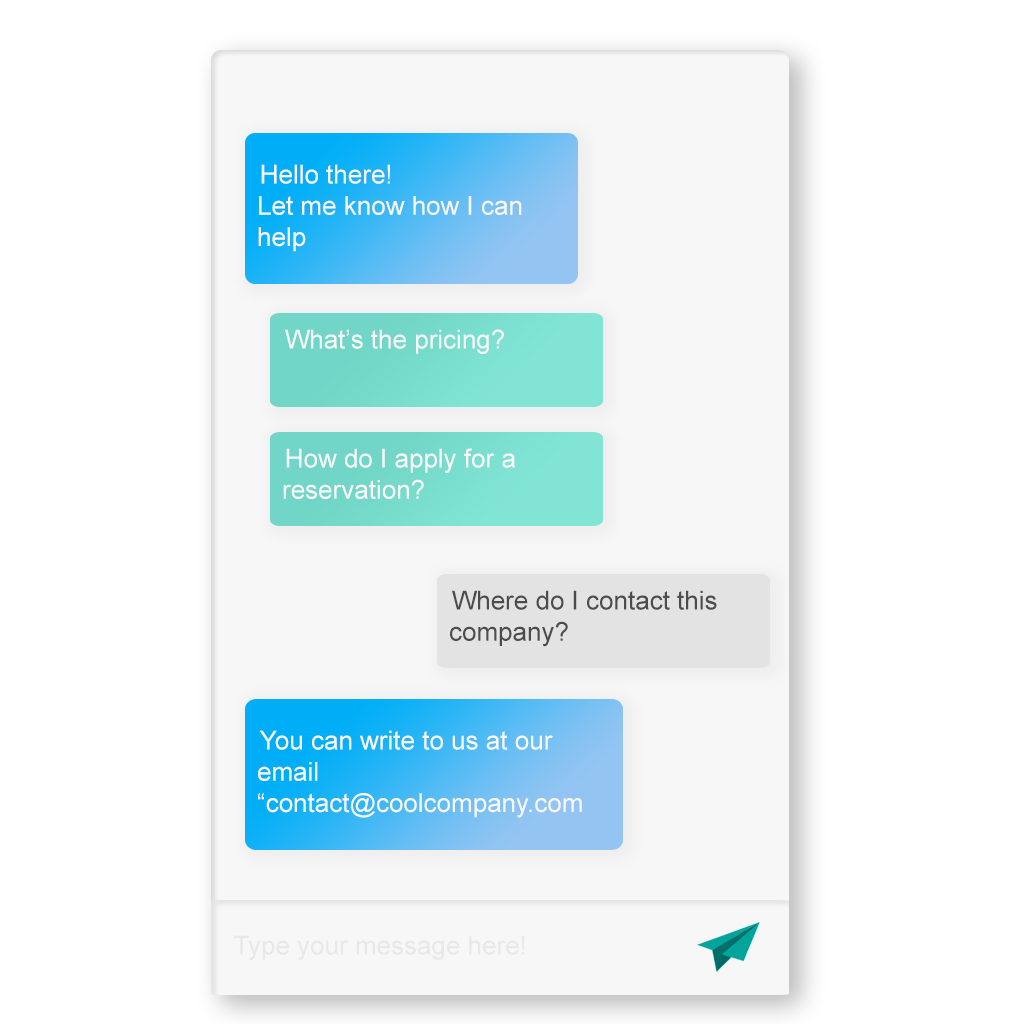 Hello there!
Let me know how I can
help
What’s the pricing?
How do I apply for a
reservation?
Where do I contact this
company?
You can write to us at our
email
“contact@coolcompany.com
Type your message here!